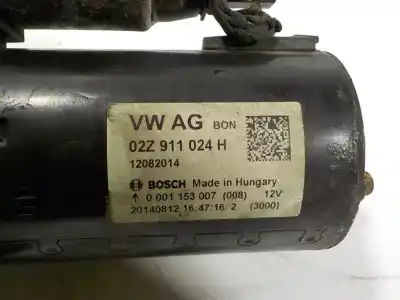 VW AG BON
02Z 911 024 H
12082014
BOSCH Made in Hungary
↑ 0 001 153 007 (008) 12V
20140812 16:47:16 2 (3000)